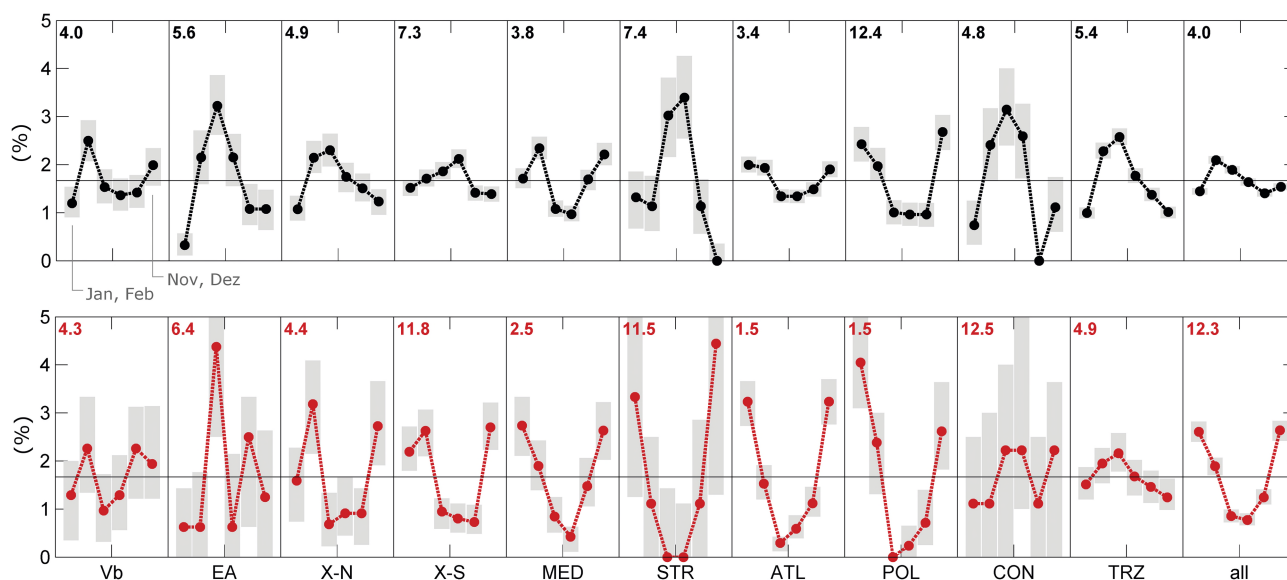 5
4.0
5.6
4.9
7.3
3.8
7.4
3.4
12.4
4.8
5.4
4.0
4
3
(%)
2
1
0
Nov, Dez
Jan, Feb
5
4.3
6.4
4.4
11.8
2.5
11.5
1.5
1.5
12.5
4.9
12.3
4
3
(%)
2
1
0
Vb
EA
X-N
X-S
MED
STR
ATL
POL
CON
TRZ
all